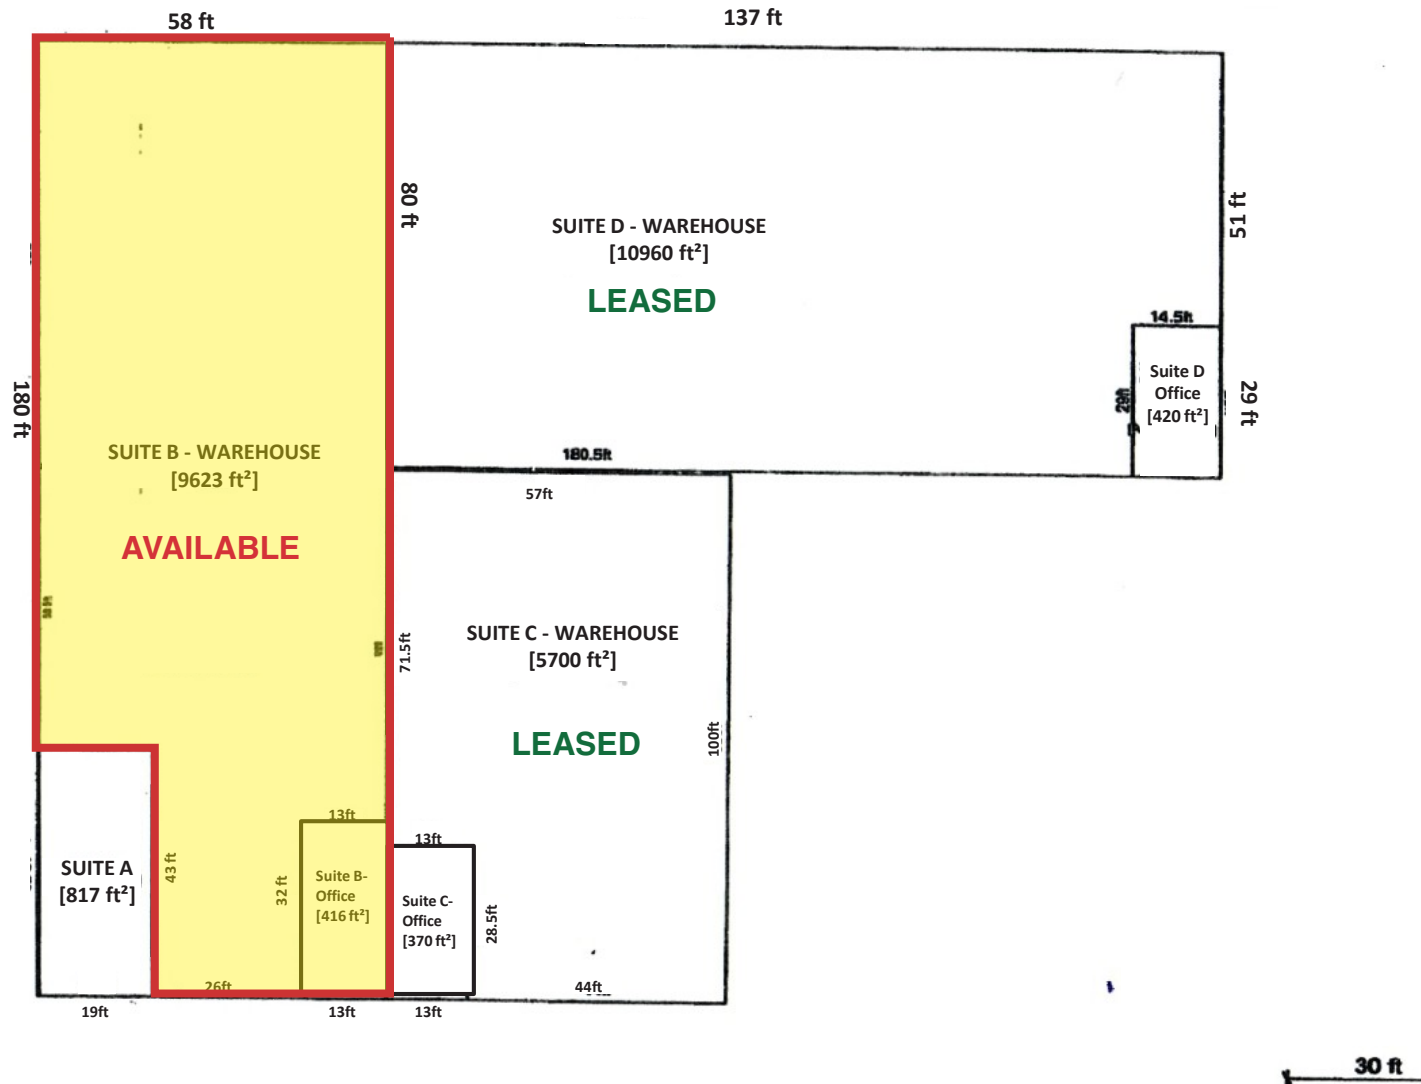 58 ft
137 ft
80 ft
51 ft
SUITE D - WAREHOUSE
[10960 ft²]
LEASED
14.5ft
Suite D
Office
[420 ft²]
29ft
29 ft
180 ft
SUITE B - WAREHOUSE
[9623 ft²]
AVAILABLE
180.5ft
57ft
SUITE C - WAREHOUSE
[5700 ft²]
71.5ft
LEASED
100ft
13ft
13ft
SUITE A
[817 ft²]
43 ft
32 ft
Suite B-
Office
[416 ft²]
Suite C-
Office
[370 ft²]
28.5ft
26ft
44ft
19ft
13ft
13ft
30 ft